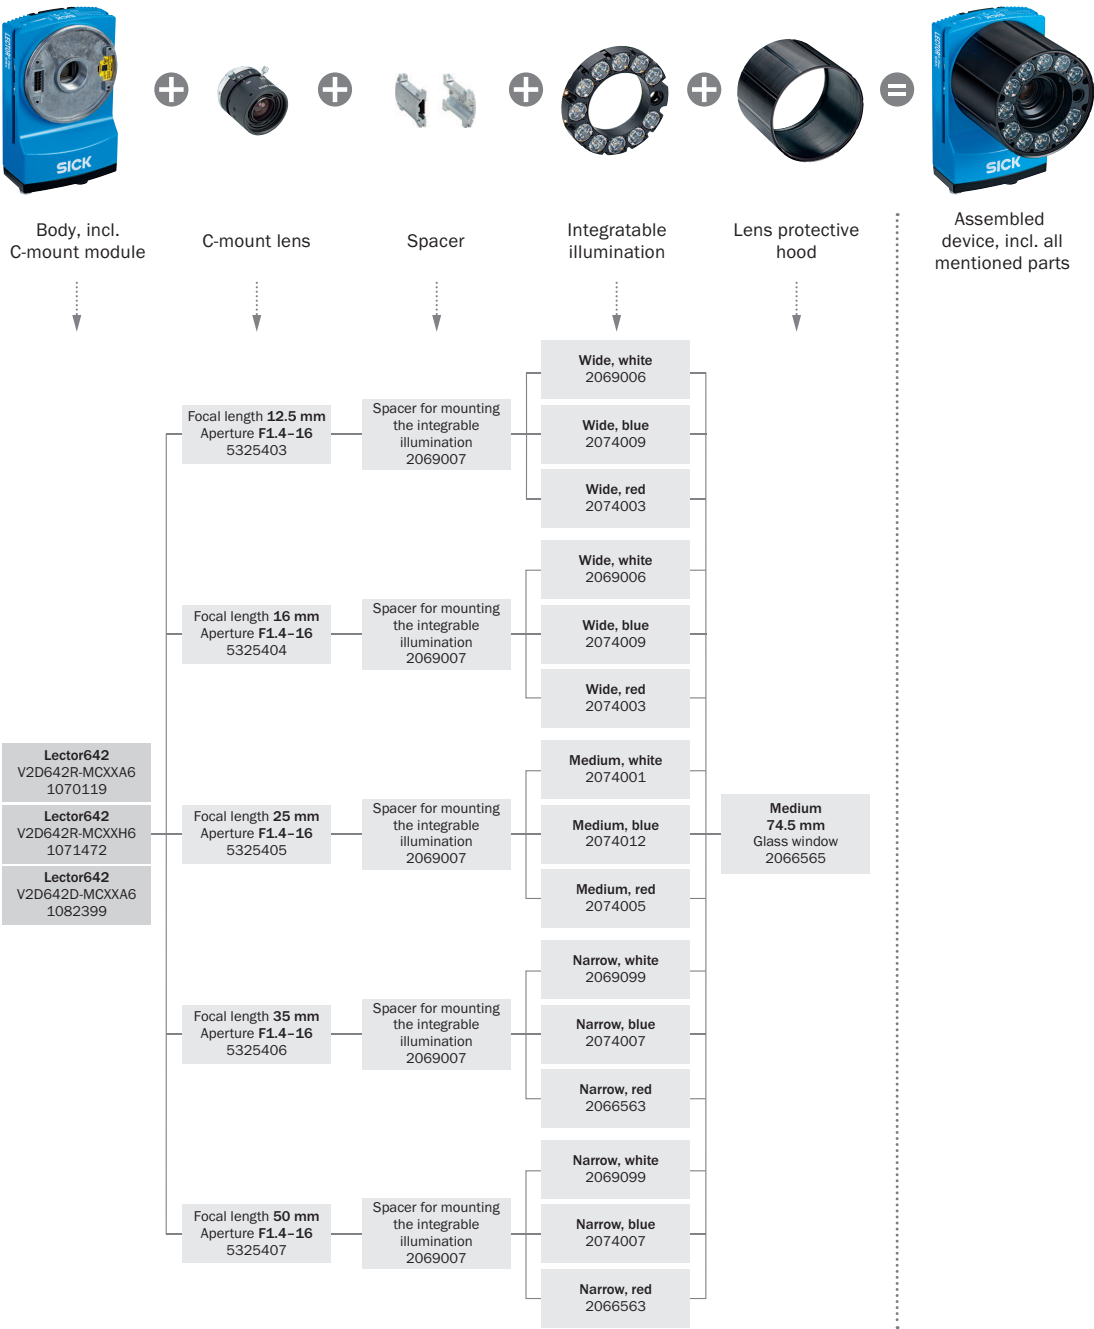 SICK
SICK
Body, incl.
C-mount module
C-mount lens
Spacer
Integratable
illumination
Lens protective
hood
Assembled
device, incl. all
mentioned parts
Lector642
V2D642R-MCXXA6
1070119
Lector642
V2D642R-MCXXH6
1071472
Lector642
V2D642D-MCXXA6
1082399
Focal length 12.5 mm
Aperture F1.4–16
5325403
Spacer for mounting
the integrable
illumination
2069007
Wide, white
2069006
Wide, blue
2074009
Wide, red
2074003
Focal length 16 mm
Aperture F1.4–16
5325404
Spacer for mounting
the integrable
illumination
2069007
Wide, white
2069006
Wide, blue
2074009
Wide, red
2074003
Focal length 25 mm
Aperture F1.4–16
5325405
Spacer for mounting
the integrable
illumination
2069007
Medium, white
2074001
Medium, blue
2074012
Medium, red
2074005
Focal length 35 mm
Aperture F1.4–16
5325406
Spacer for mounting
the integrable
illumination
2069007
Narrow, white
2069099
Narrow, blue
2074007
Narrow, red
2066563
Focal length 50 mm
Aperture F1.4–16
5325407
Spacer for mounting
the integrable
illumination
2069007
Narrow, white
2069099
Narrow, blue
2074007
Narrow, red
2066563
Medium
74.5 mm
Glass window
2066565